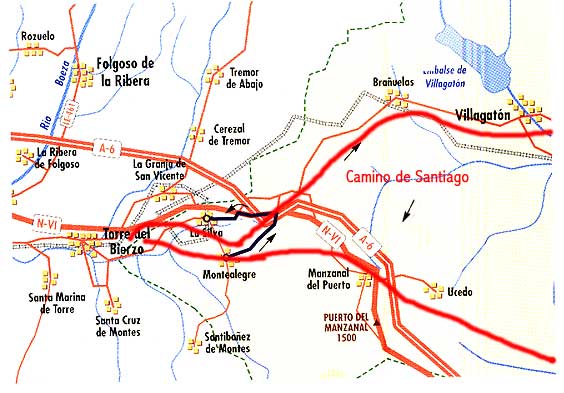 Rozuelo
Folgoso de
la Ribera
Río
Boeza
LE-461
Tremor
de Abajo
Brañuelas
Embalse de
Villagatón
Villagatón
La Ribera
de Folgoso
A-6
Cerezal
de Tremor
La Granja de
San Vicente
Camino de Santiago
N-VI
Torre del
Bierzo
La Silva
Montealegre
N-VI
A-6
Manzanal
del Puerto
Ucedo
Santa Marina
de Torre
Santa Cruz
de Montes
Santibáñez
de Montes
PUERTO DEL
MANZANAL
1500